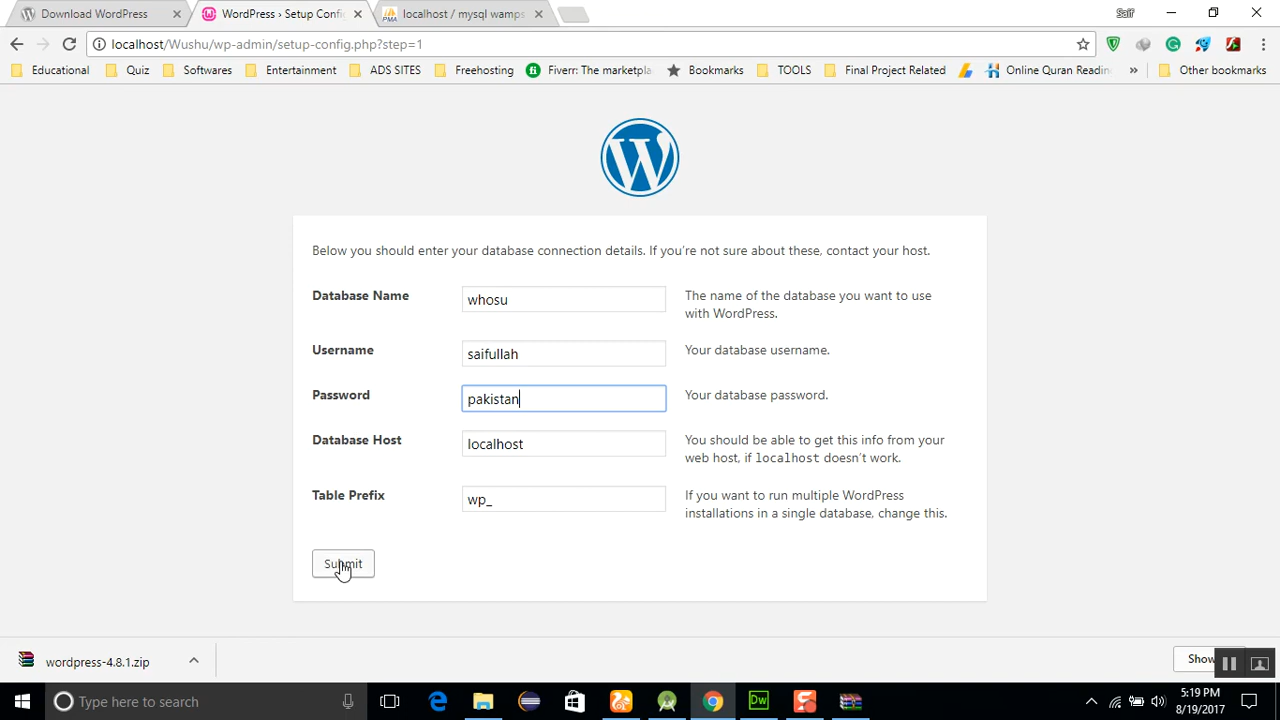 Download WordPress
WordPress › Setup Confi
localhost / mysql wamps
Saif
localhost/Wushu/wp-admin/setup-config.php?step=1
Educational
Quiz
Softwares
Entertainment
ADS SITES
Freehosting
Fiverr: The marketpla
Bookmarks
TOOLS
Final Project Related
Online Quran Readin
»
Other bookmarks
Below you should enter your database connection details. If you’re not sure about these, contact your host.
Database Name
whosu
The name of the database you want to use
with WordPress.
Username
saifullah
Your database username.
Password
pakistan
Your database password.
Database Host
localhost
You should be able to get this info from your
web host, if localhost doesn’t work.
Table Prefix
wp_
If you want to run multiple WordPress
installations in a single database, change this.
Submit
wordpress-4.8.1.zip
Show
Type here to search
5:19 PM
8/19/2017